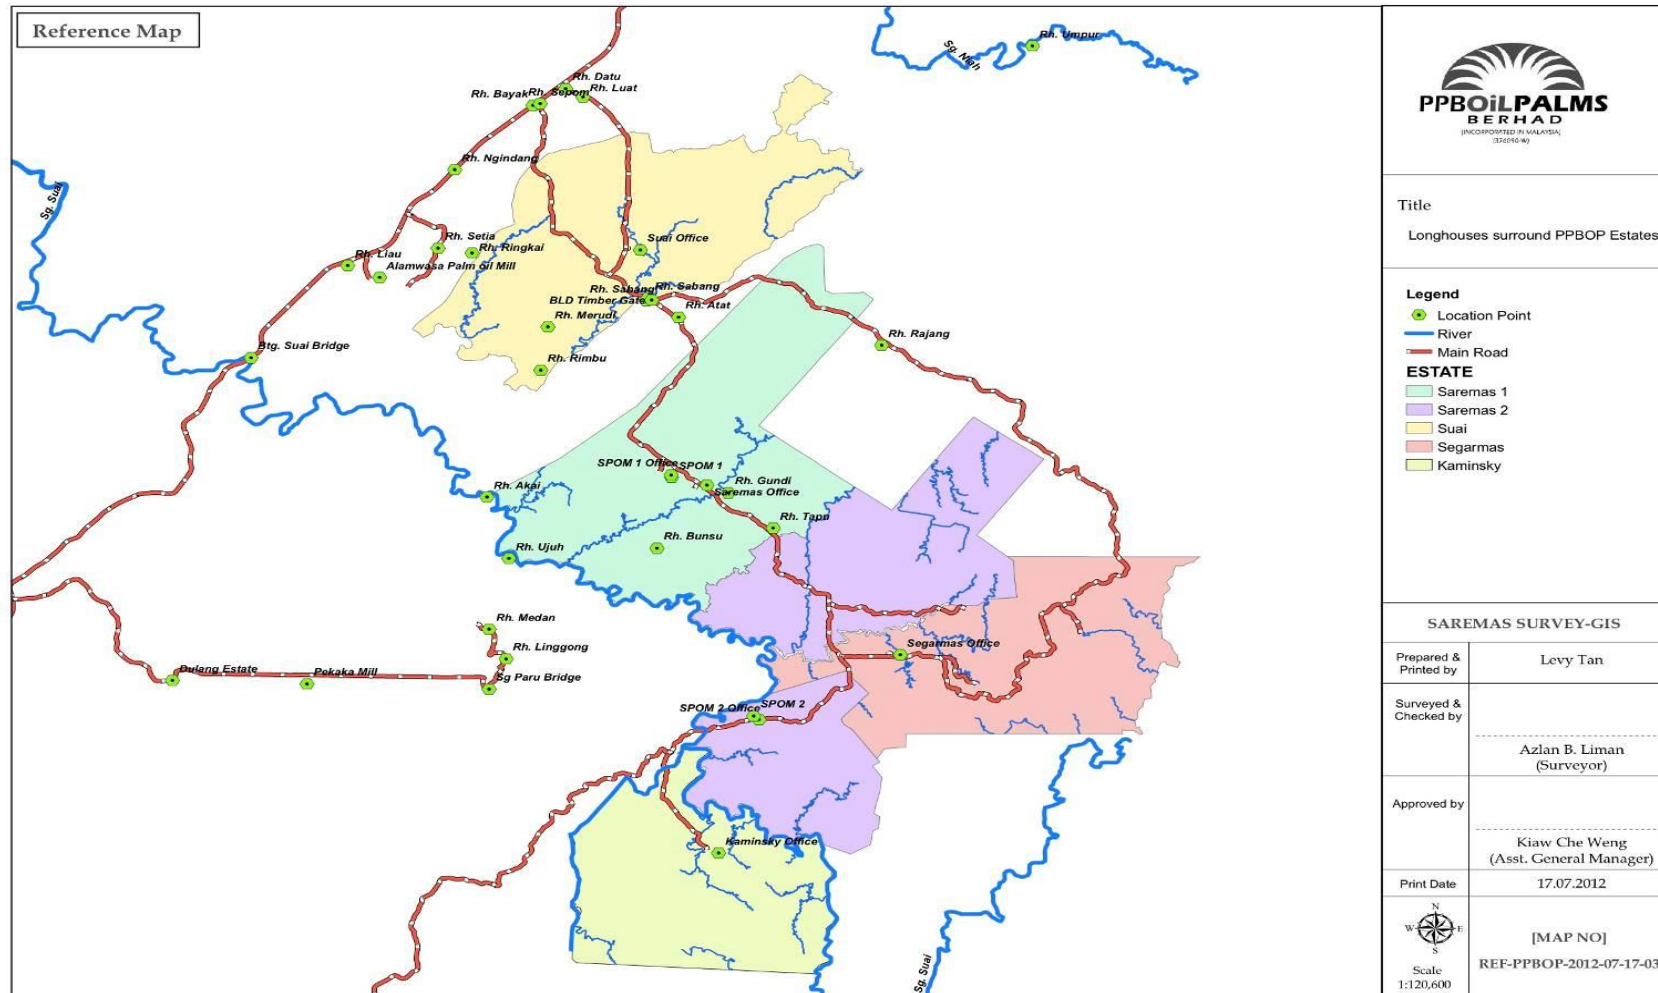 Reference Map
Rh. Umpur
Sg. Niah
Rh. Datu
Rh. Bayak
Rh. Sepom
Rh. Luat
Rh. Ngindang
Sg. Suai
Rh. Setia
Rh. Ringkai
Suai Office
Rh. Liau
Alamwasa Palm oil Mill
Rh. Sabang
Rh. Sabang
BLD Timber Gate
Rh. Atat
Rh. Merudi
Rh. Rajang
Btg. Suai Bridge
Rh. Rimbu
SPOM 1 Office
SPOM 1
Rh. Gundi
Saremas Office
Rh. Akai
Rh. Tapu
Rh. Bunsu
Rh. Ujuh
Rh. Medan
Rh. Linggong
Segarmas Office
Dulang Estate
Pekaka Mill
Sg Paru Bridge
SPOM 2 Office
SPOM 2
Kaminsky Office
Sg. Suai
PPBOiLPALMS
BERHAD
(INCORPORATED IN MALAYSIA)
Title
Longhouses surround PPBOP Estates
Legend
Location Point
River
Main Road
ESTATE
Saremas 1
Saremas 2
Suai
Segarmas
Kaminsky
SAREMAS SURVEY-GIS
Prepared & Printed by
Levy Tan
Surveyed & Checked by
Azlan B. Liman
(Surveyor)
Approved by
Kiaw Che Weng
(Asst. General Manager)
Print Date
17.07.2012
N
W
E
S
Scale
1:120,600
[MAP NO]
REF-PPBOP-2012-07-17-03